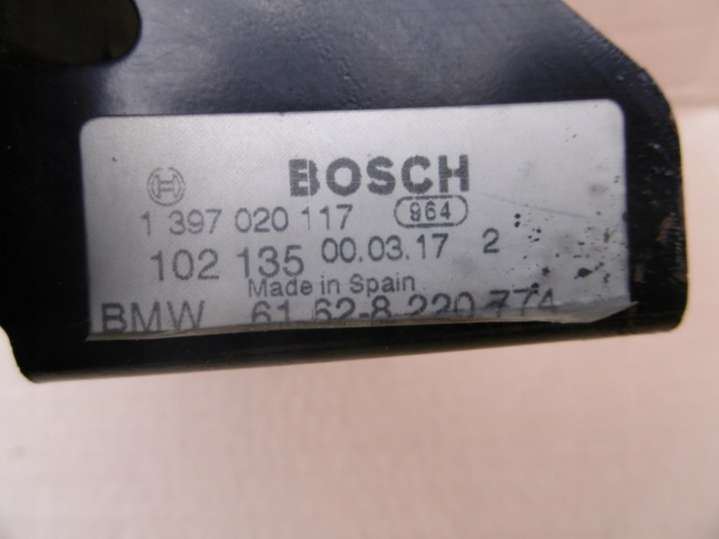 BOSCH
1 397 020 117 964
102 135 00.03.17 2
Made in Spain
BMW 61.62-8 220 774